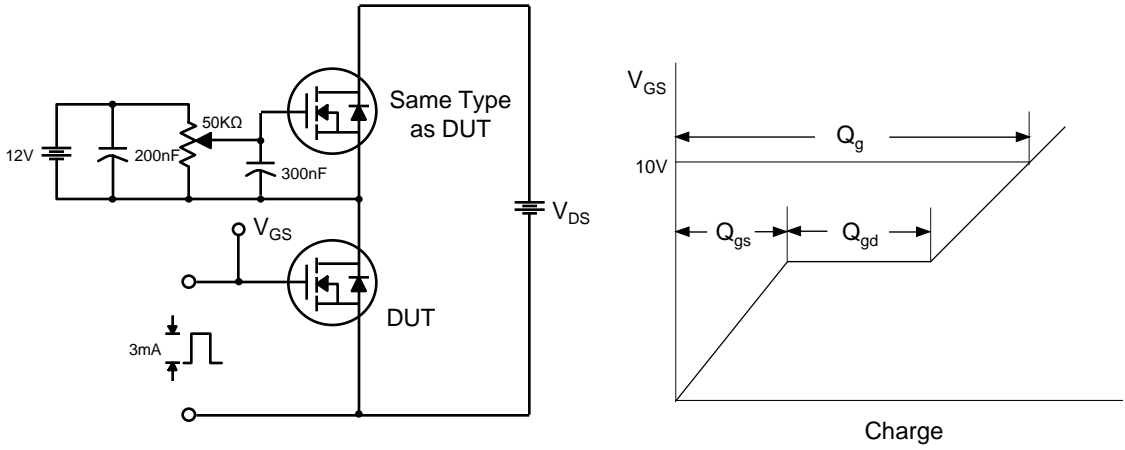 12V
200nF
50KΩ
300nF
Same Type
as DUT
V_DS
V_GS
DUT
3mA
V_GS
10V
Q_g
Q_gs
Q_gd
Charge